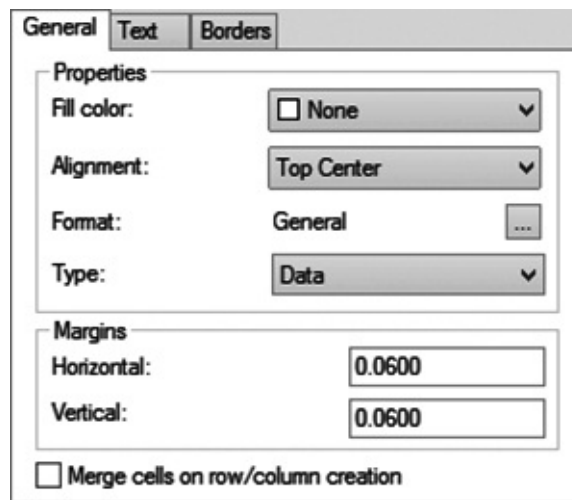 General Text Borders
Properties
Fill color: None
Alignment: Top Center
Format: General ...
Type: Data
Margins
Horizontal: 0.0600
Vertical: 0.0600
Merge cells on row/column creation